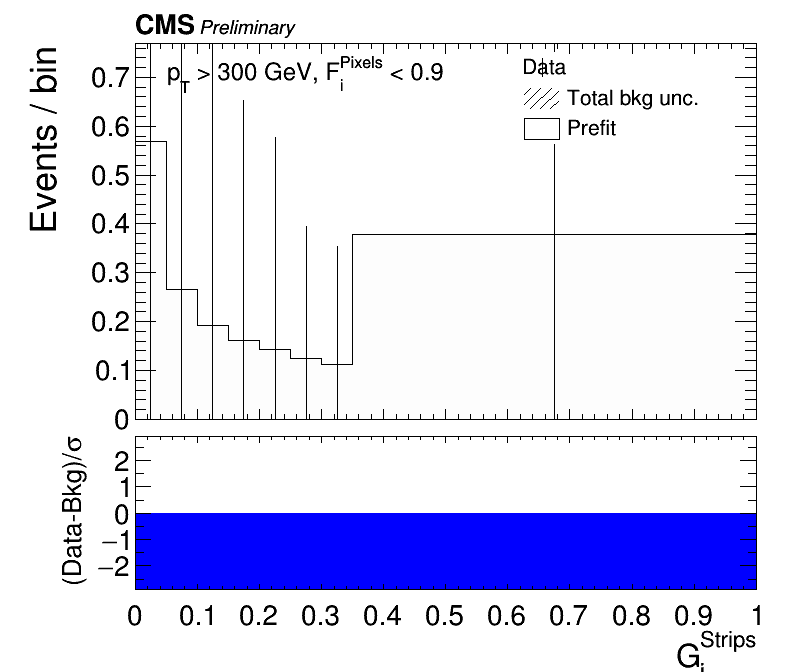 CMS Preliminary
Events / bin
p_T > 300 GeV, F_i^Pixels < 0.9
Data
Total bkg unc.
Prefit
0.7
0.6
0.5
0.4
0.3
0.2
0.1
0
(Data-Bkg)/σ
2
1
0
−1
−2
0 0.1 0.2 0.3 0.4 0.5 0.6 0.7 0.8 0.9 1
G_i^Strips